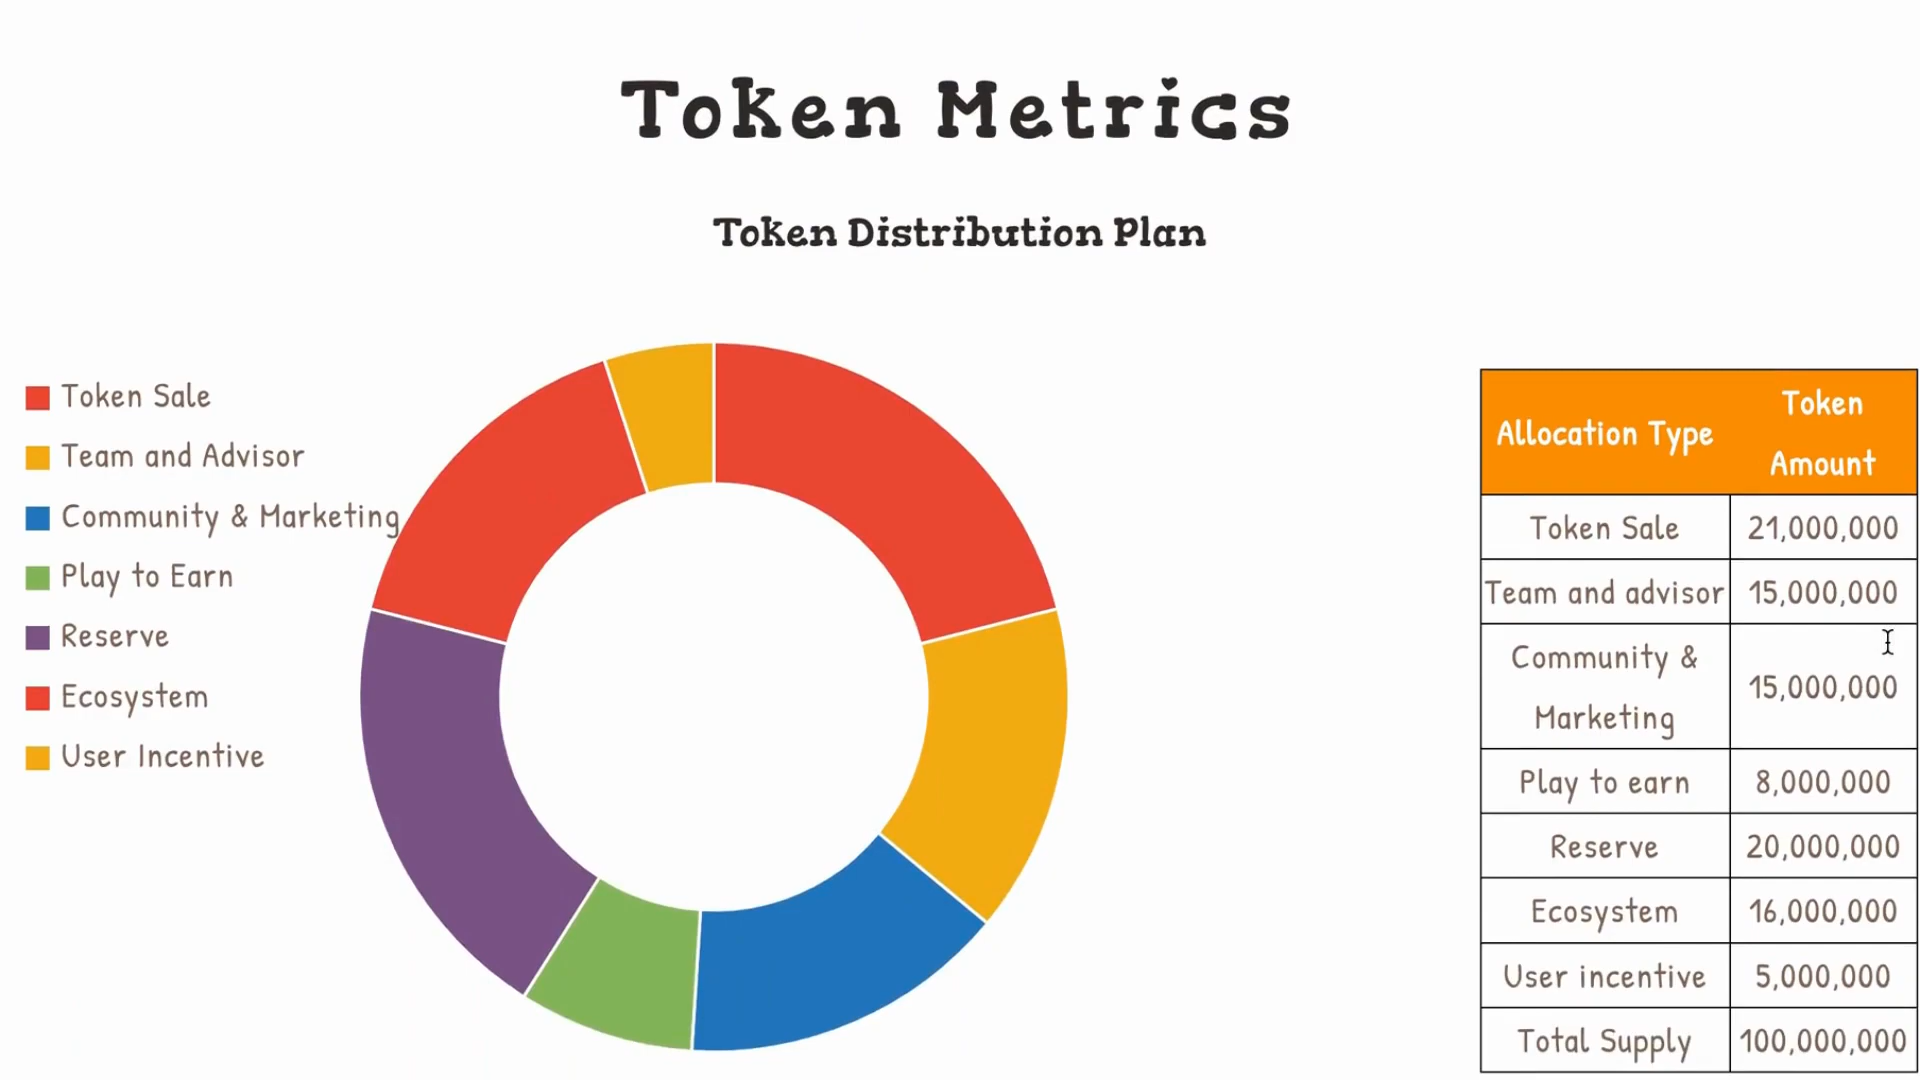 Token Metrics
Token Distribution Plan
Token Sale
Team and Advisor
Community & Marketing
Play to Earn
Reserve
Ecosystem
User Incentive
Allocation Type
Token
Amount
Token Sale 21,000,000
Team and advisor 15,000,000
Community &
Marketing
15,000,000
Play to earn 8,000,000
Reserve 20,000,000
Ecosystem 16,000,000
User incentive 5,000,000
Total Supply 100,000,000